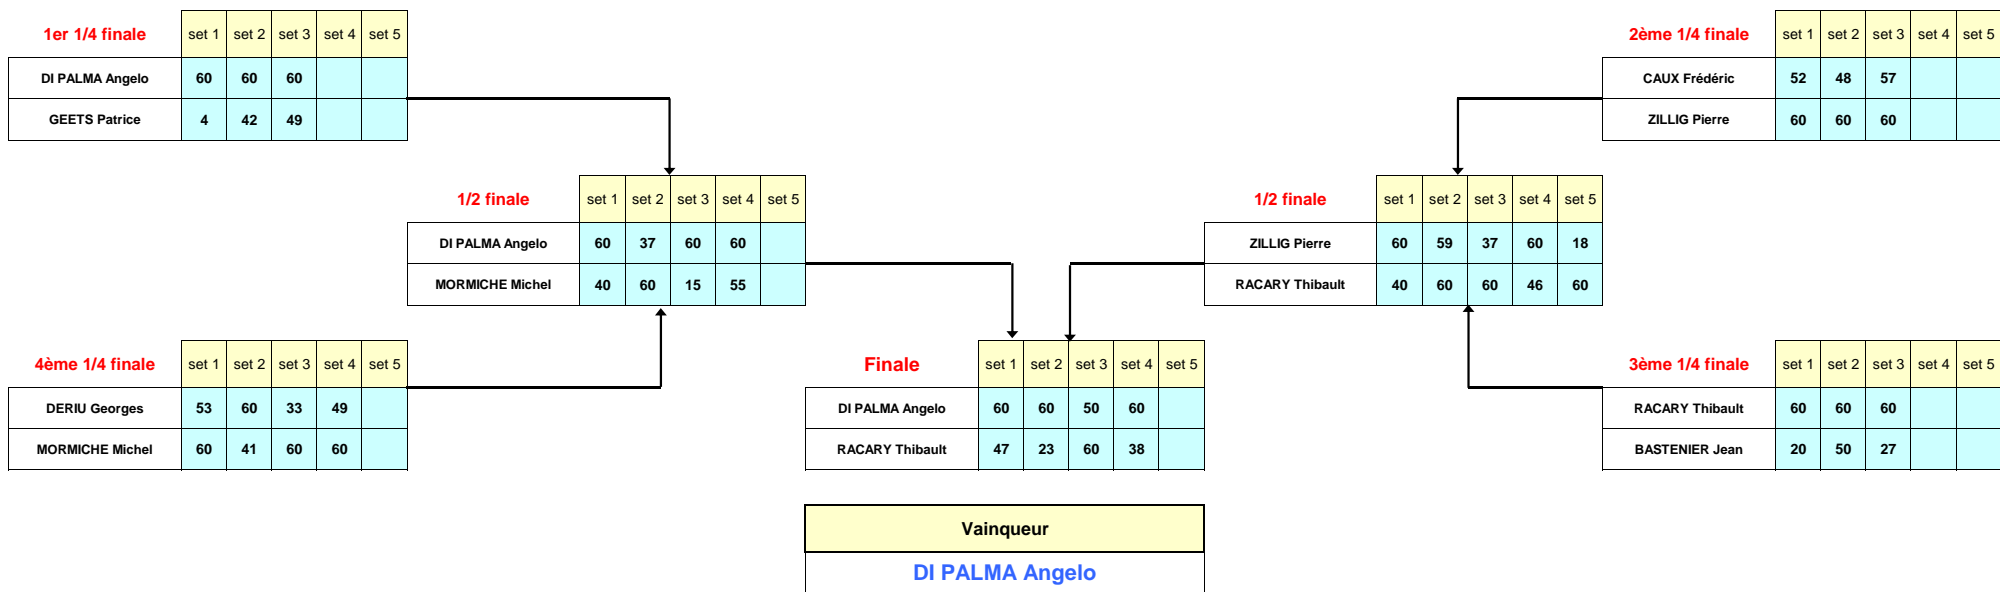 1er 1/4 finale set 1 set 2 set 3 set 4 set 5
DI PALMA Angelo 60 60 60
GEETS Patrice 4 42 49
2ème 1/4 finale set 1 set 2 set 3 set 4 set 5
CAUX Frédéric 52 48 57
ZILLIG Pierre 60 60 60
1/2 finale set 1 set 2 set 3 set 4 set 5
DI PALMA Angelo 60 37 60 60
MORMICHE Michel 40 60 15 55
1/2 finale set 1 set 2 set 3 set 4 set 5
ZILLIG Pierre 60 59 37 60 18
RACARY Thibault 40 60 60 46 60
4ème 1/4 finale set 1 set 2 set 3 set 4 set 5
DERIU Georges 53 60 33 49
MORMICHE Michel 60 41 60 60
Finale set 1 set 2 set 3 set 4 set 5
DI PALMA Angelo 60 60 50 60
RACARY Thibault 47 23 60 38
3ème 1/4 finale set 1 set 2 set 3 set 4 set 5
RACARY Thibault 60 60 60
BASTENIER Jean 20 50 27
Vainqueur
DI PALMA Angelo